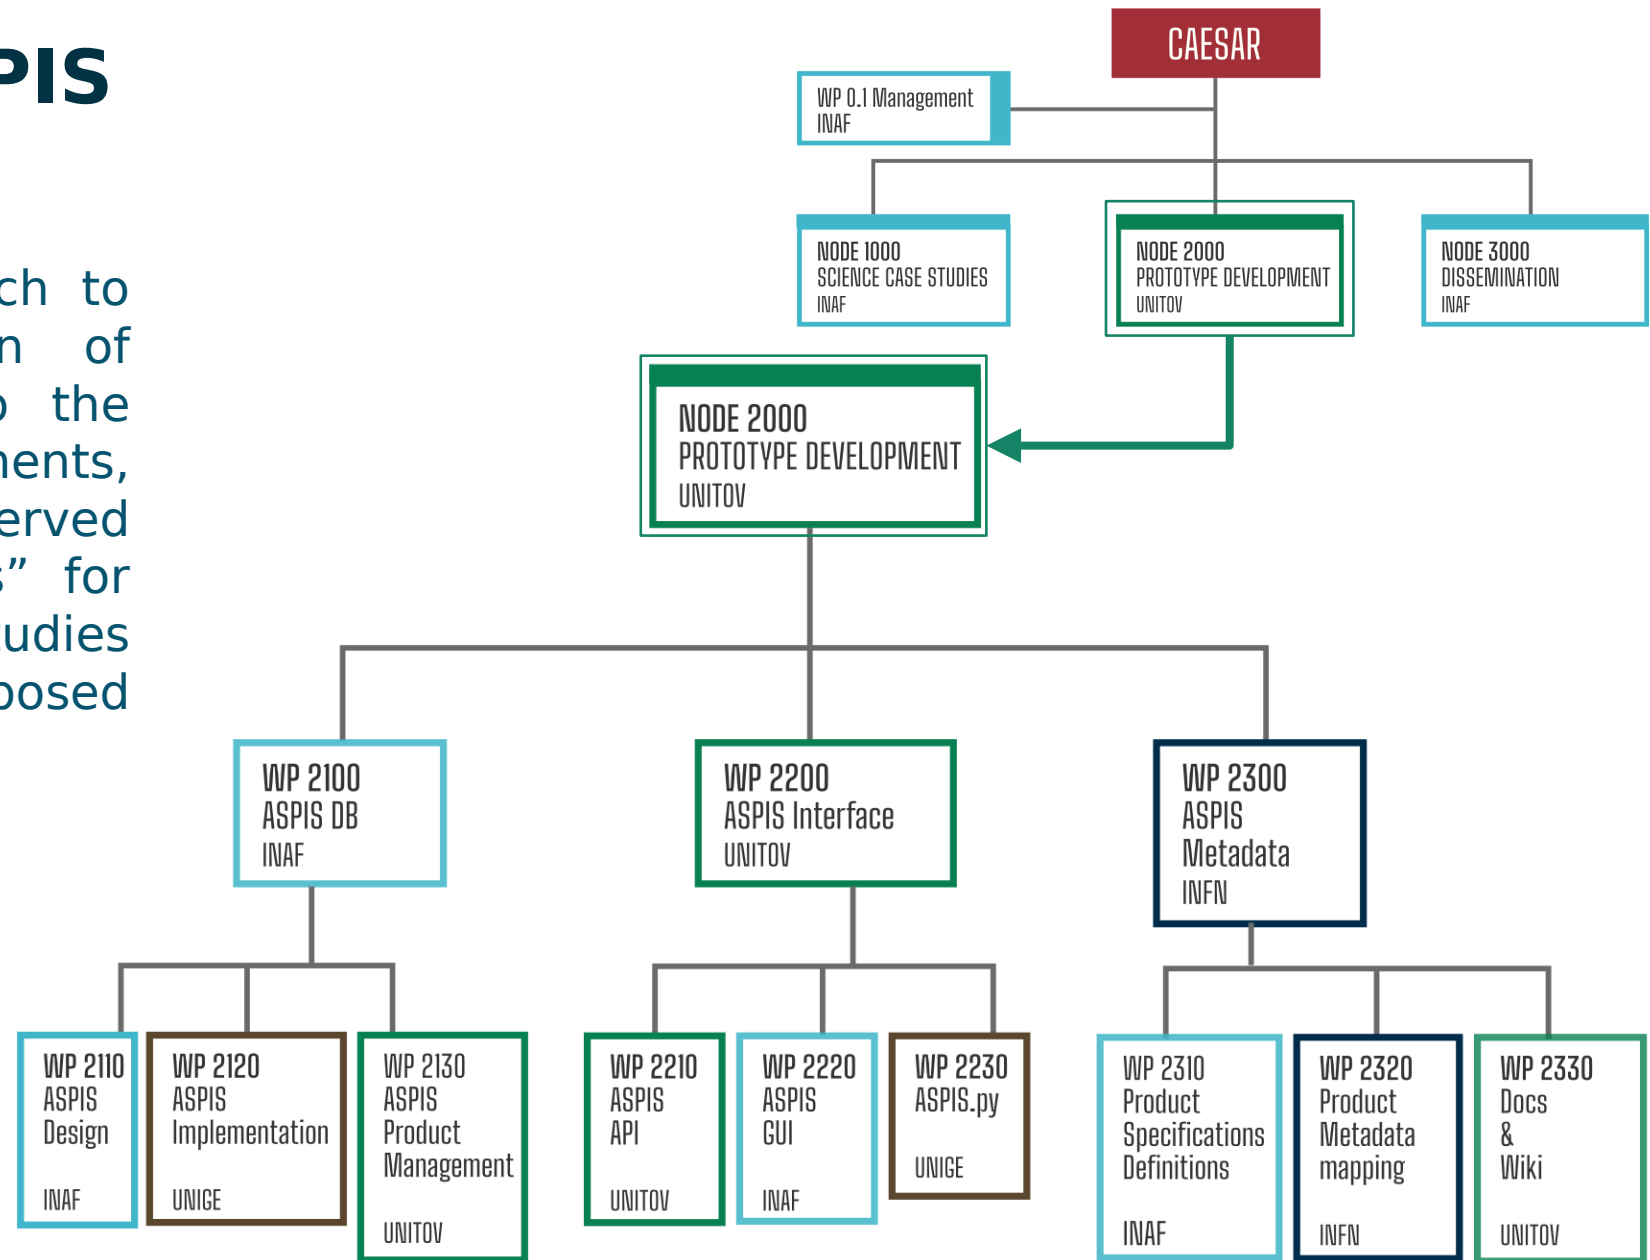 PIS
ch to
n of
o the
nents,
erved
s” for
tudies
posed
CAESAR
WP 0.1 Management
INAF
NODE 1000
SCIENCE CASE STUDIES
INAF
NODE 2000
PROTOTYPE DEVELOPMENT
UNITOV
NODE 3000
DISSEMINATION
INAF
NODE 2000
PROTOTYPE DEVELOPMENT
UNITOV
WP 2100
ASPIS DB
INAF
WP 2200
ASPIS Interface
UNITOV
WP 2300
ASPIS
Metadata
INFN
WP 2110
ASPIS
Design
INAF
WP 2120
ASPIS
Implementation
UNIGE
WP 2130
ASPIS
Product
Management
UNITOV
WP 2210
ASPIS
API
UNITOV
WP 2220
ASPIS
GUI
INAF
WP 2230
ASPIS.py
UNIGE
WP 2310
Product
Specifications
Definitions
INAF
WP 2320
Product
Metadata
mapping
INFN
WP 2330
Docs
&
Wiki
UNITOV